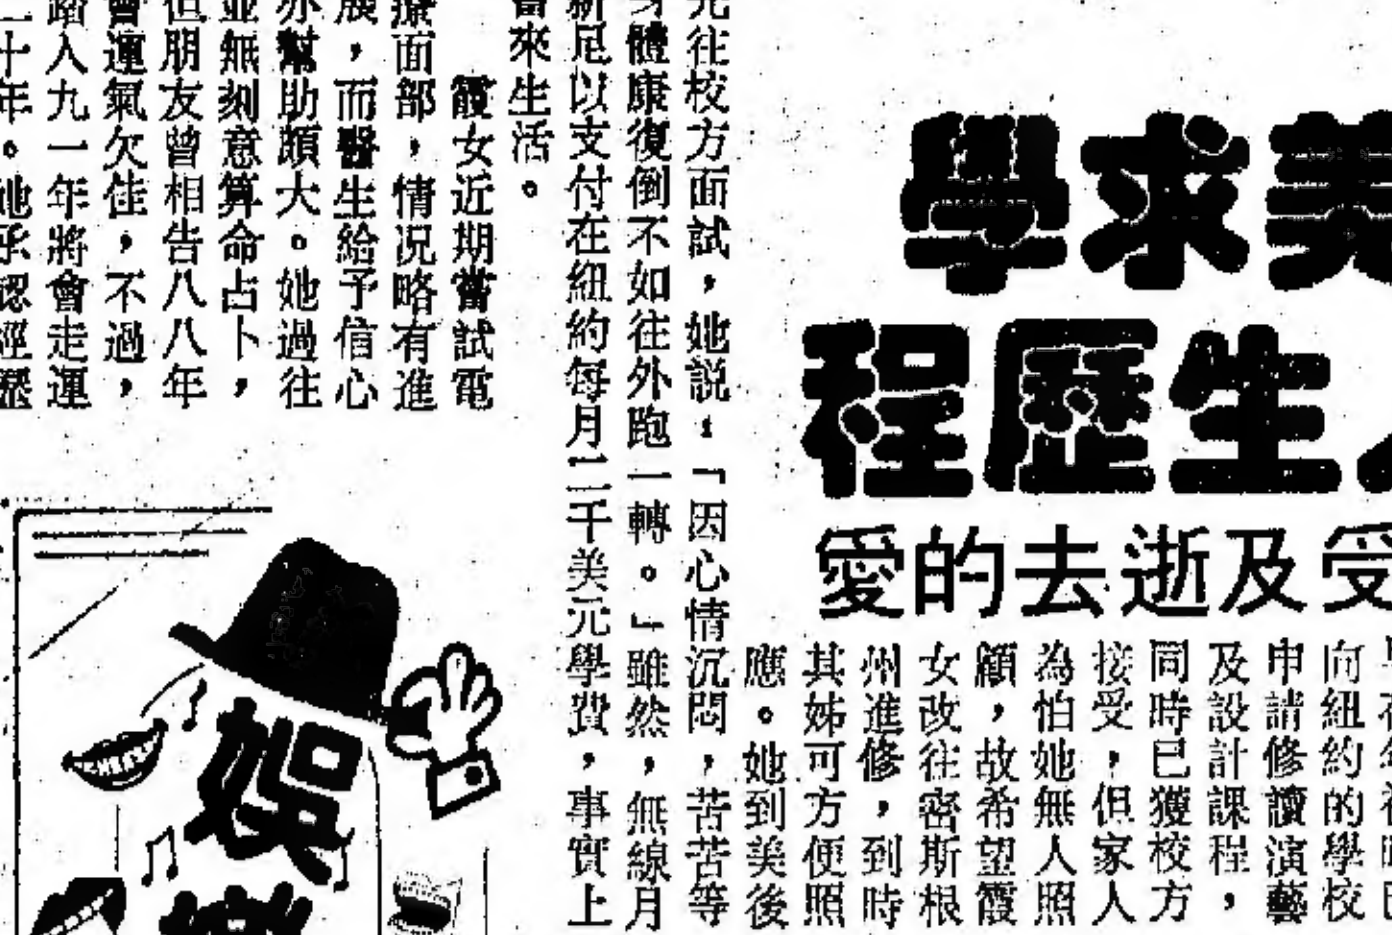 學求美
程歷生
愛的去逝及受
向紐約的學校
申請修讀演藝
及設計課程，
同時已獲校方
接受，但家人
為怕她無人照
顧，故希望霞
女改往密斯根
州進修，到時
其姊可方便照
應。她到美後
往校方面試，她說：「因心情沉悶，苦苦等
體康復倒不如往外跑一轉。」雖然，無線月
尼以支付在紐約每月二千美元學費，事實上
來生活。
霞女近期嘗試電
療面部，情況略有進
展，而醫生給予信心
亦幫助頗大。她過往
並無刻意算命占卜，
但朋友曾相告八八年
會運氣欠佳，不過，
踏入九一年將會走運
十年。她承認經歷
娛